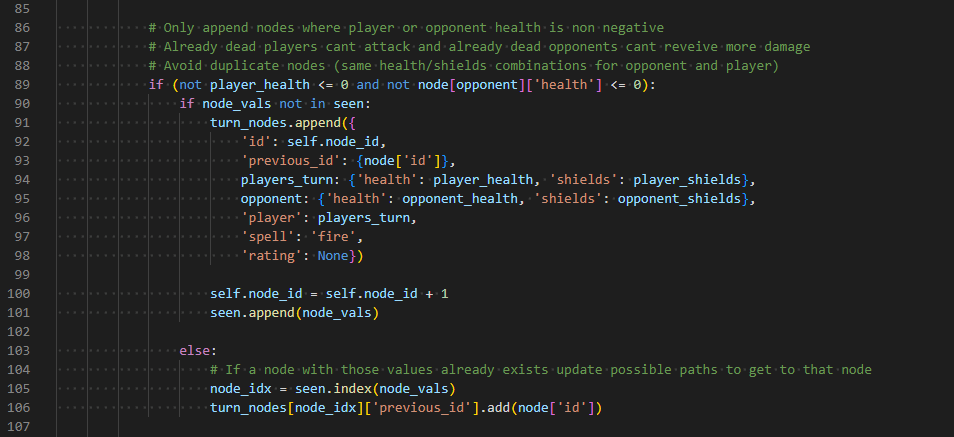 85
86 # Only append nodes where player or opponent health is non negative
87 # Already dead players cant attack and already dead opponents cant reveive more damage
88 # Avoid duplicate nodes (same health/shields combinations for opponent and player)
89 if (not player_health <= 0 and not node[opponent]['health'] <= 0):
90 if node_vals not in seen:
91 turn_nodes.append({
92 'id': self.node_id,
93 'previous_id': {node['id']},
94 players_turn: {'health': player_health, 'shields': player_shields},
95 opponent: {'health': opponent_health, 'shields': opponent_shields},
96 'player': players_turn,
97 'spell': 'fire',
98 'rating': None})
99
100 self.node_id = self.node_id + 1
101 seen.append(node_vals)
102
103 else:
104 # If a node with those values already exists update possible paths to get to that node
105 node_idx = seen.index(node_vals)
106 turn_nodes[node_idx]['previous_id'].add(node['id'])
107